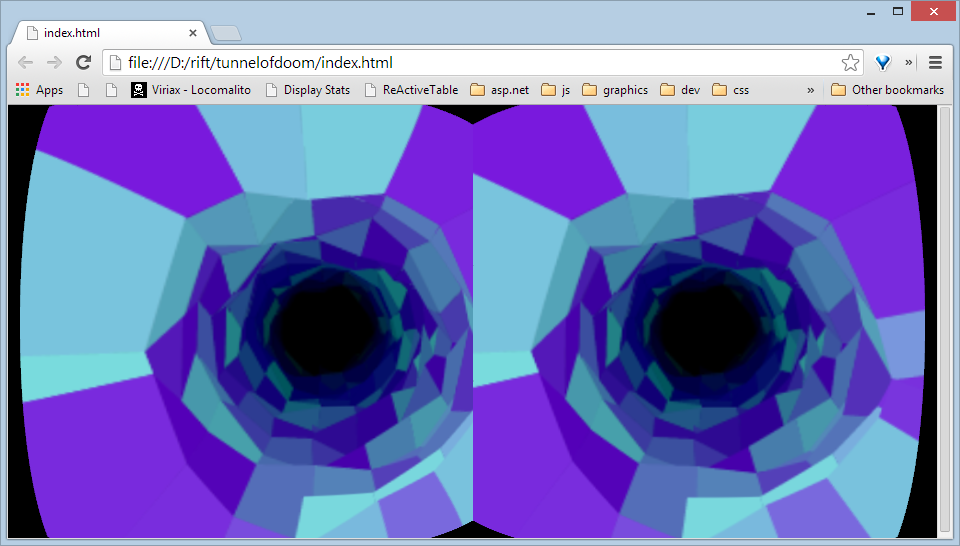 index.html
file:///D:/rift/tunnelofdoom/index.html
Apps Viriax - Locomalito Display Stats ReActiveTable asp.net js graphics dev css » Other bookmarks